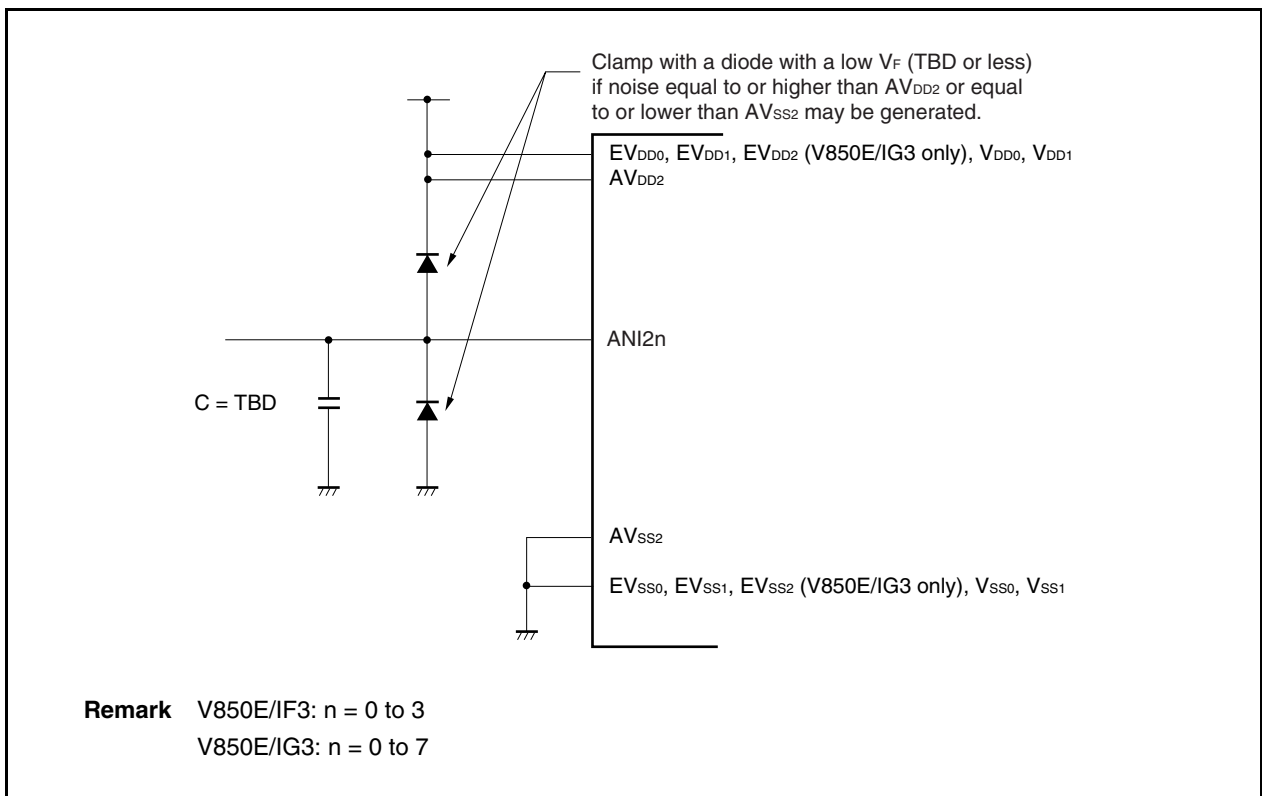 Clamp with a diode with a low VF (TBD or less)
if noise equal to or higher than AVDD2 or equal
to or lower than AVSS2 may be generated.
EVDD0, EVDD1, EVDD2 (V850E/IG3 only), VDD0, VDD1
AVDD2
ANI2n
C = TBD
AVSS2
EVSS0, EVSS1, EVSS2 (V850E/IG3 only), VSS0, VSS1
Remark V850E/IF3: n = 0 to 3
V850E/IG3: n = 0 to 7